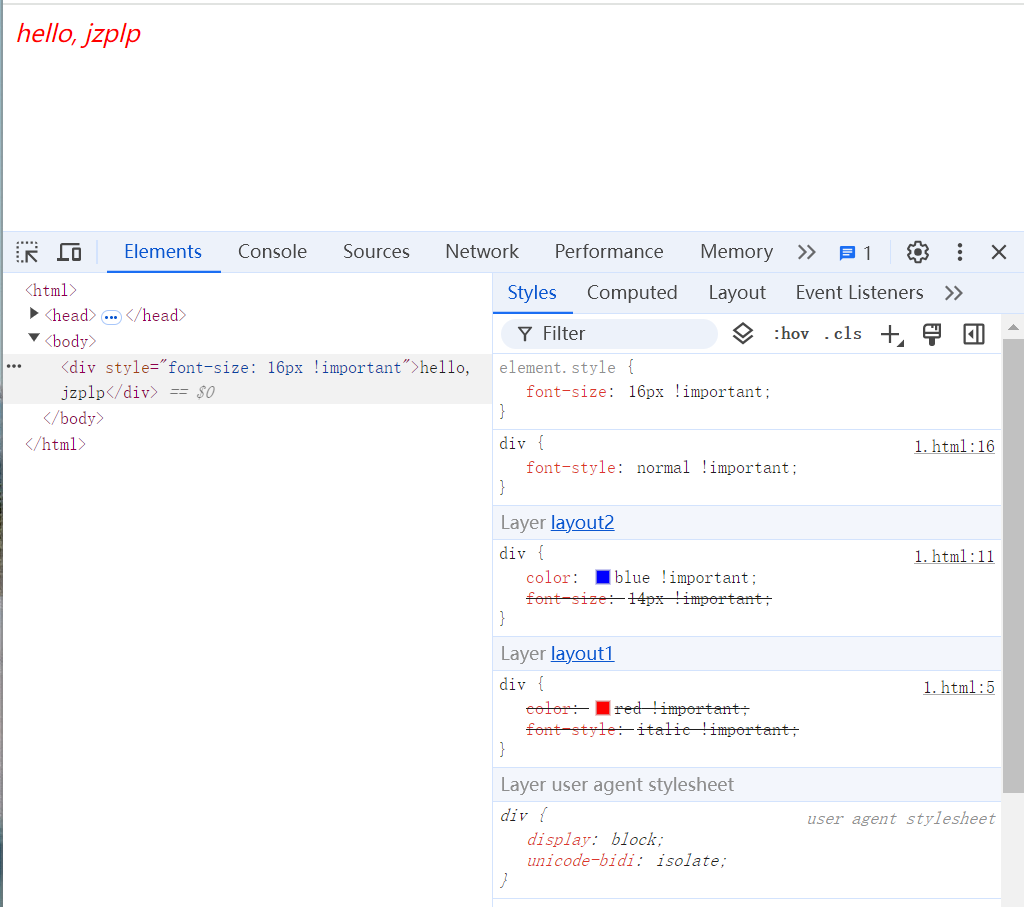 hello, jzplp
Elements Console Sources Network Performance Memory 1
<html>
<head> ••• </head>
<body>
••• <div style="font-size: 16px !important">hello,
jzplp</div> == $0
</body>
</html>
Styles Computed Layout Event Listeners
Filter :hov .cls
element.style {
font-size: 16px !important;
}
div { 1.html:16
font-style: normal !important;
}
Layer layout2
div { 1.html:11
color: blue !important;
font-size: 14px !important;
}
Layer layout1
div { 1.html:5
color: red !important;
font-style: italic !important;
}
Layer user agent stylesheet
div { user agent stylesheet
display: block;
unicode-bidi: isolate;
}